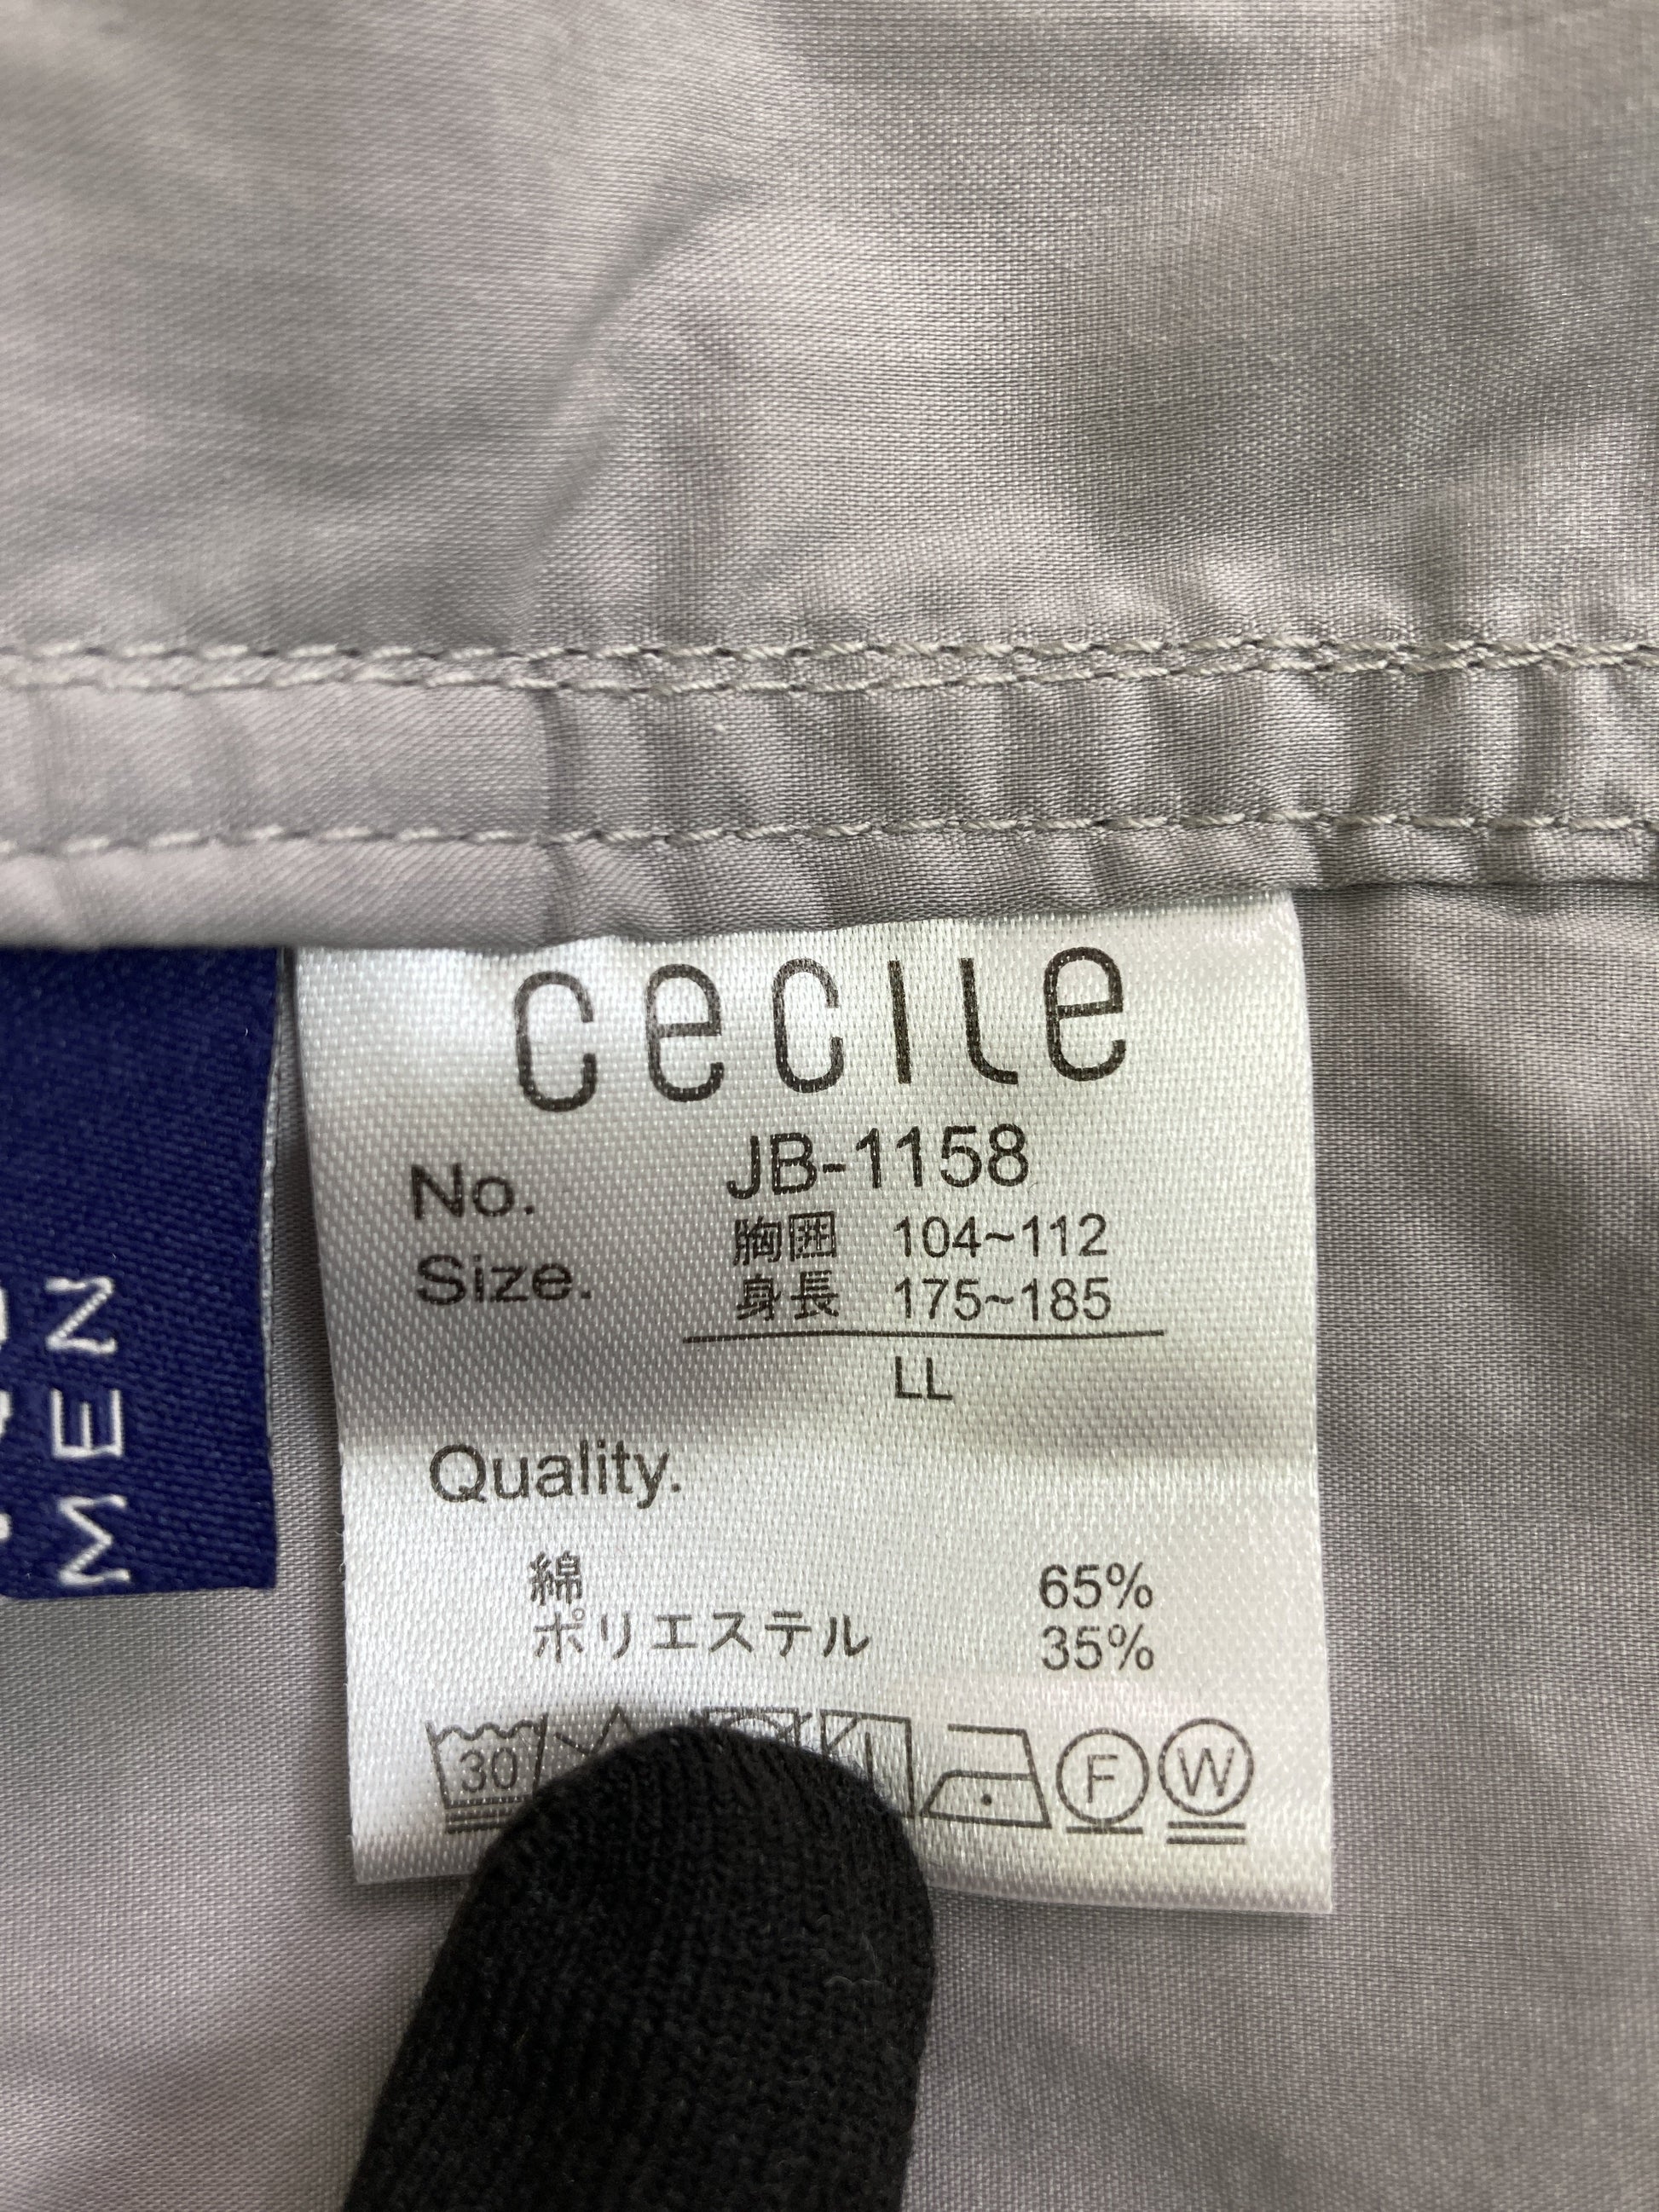 cecile
No. JB-1158
Size. 胸囲 104~112
身長 175~185
LL
Quality.
綿 65%
ポリエステル 35%
30 F W
MEN